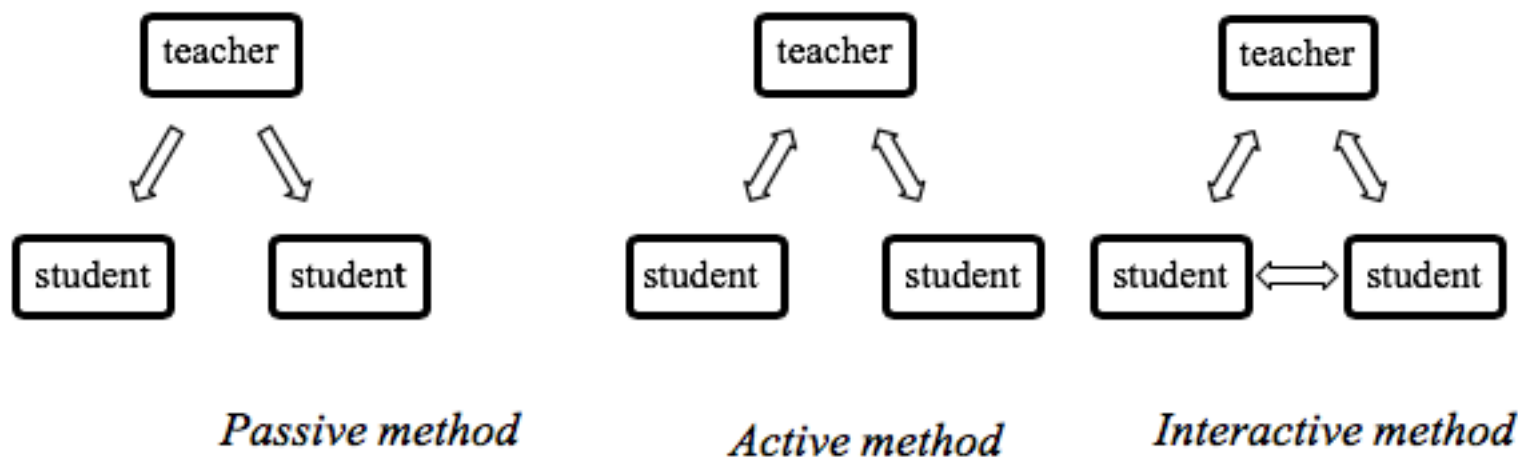 teacher
student
student
Passive method
teacher
student
student
Active method
teacher
student
student
Interactive method